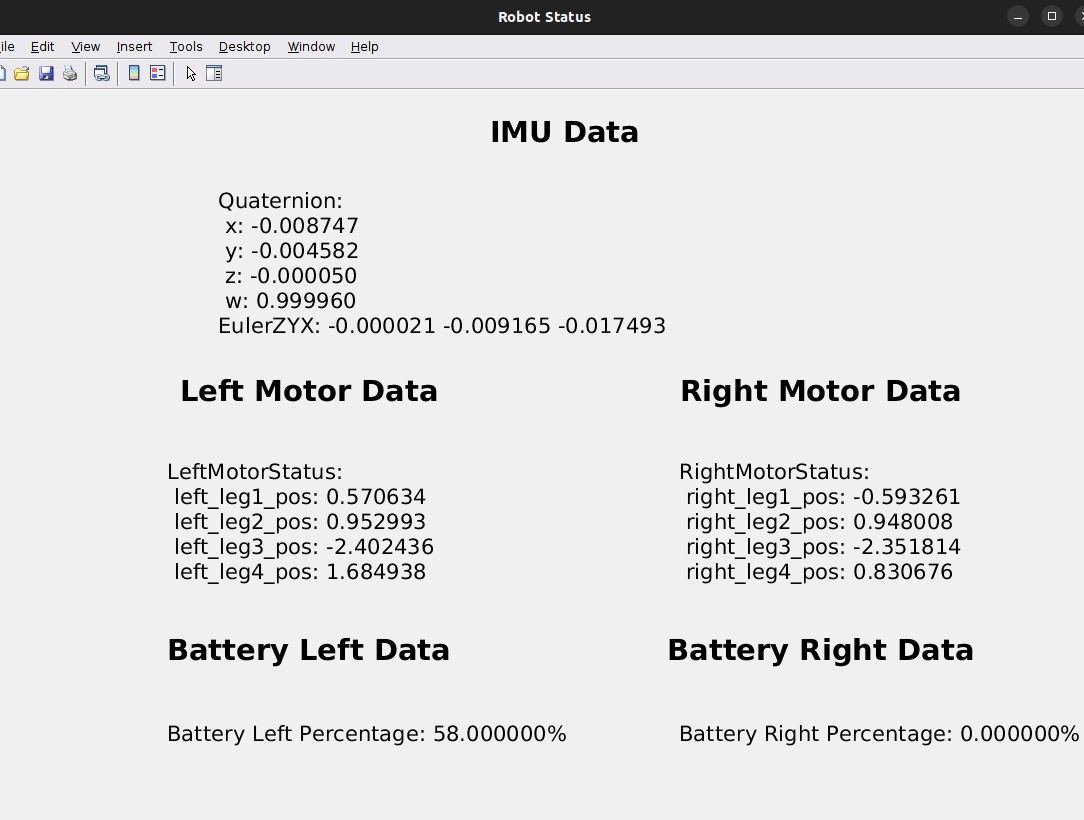 Robot Status
ile Edit View Insert Tools Desktop Window Help
IMU Data
Quaternion:
x: -0.008747
y: -0.004582
z: -0.000050
w: 0.999960
EulerZYX: -0.000021 -0.009165 -0.017493
Left Motor Data
LeftMotorStatus:
left_leg1_pos: 0.570634
left_leg2_pos: 0.952993
left_leg3_pos: -2.402436
left_leg4_pos: 1.684938
Right Motor Data
RightMotorStatus:
right_leg1_pos: -0.593261
right_leg2_pos: 0.948008
right_leg3_pos: -2.351814
right_leg4_pos: 0.830676
Battery Left Data
Battery Left Percentage: 58.000000%
Battery Right Data
Battery Right Percentage: 0.000000%